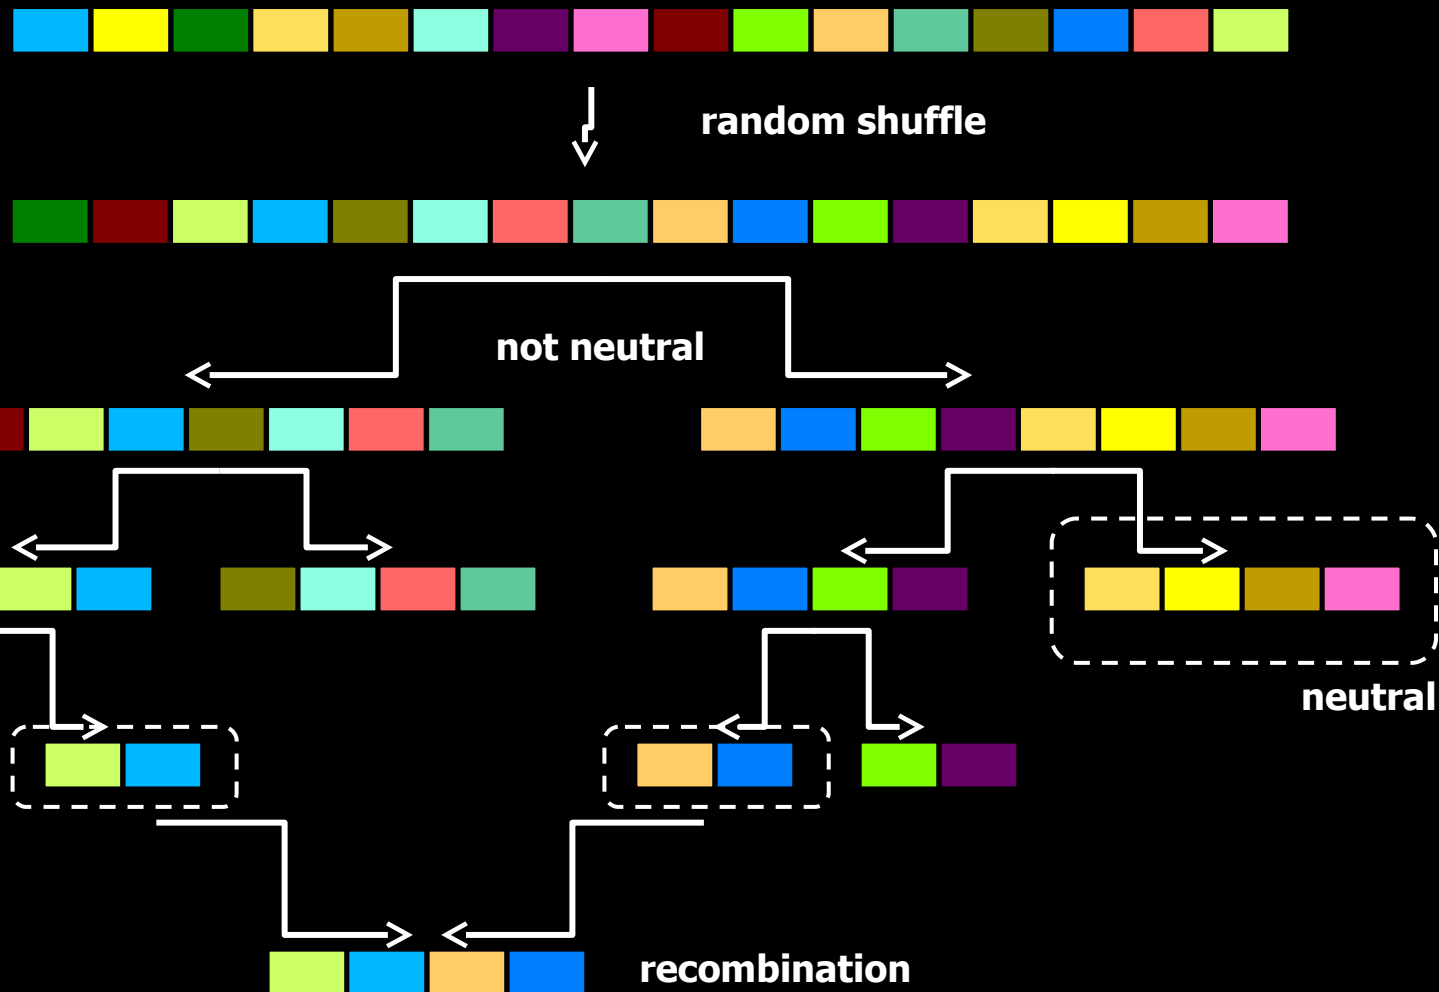 random shuffle
not neutral
neutral
recombination